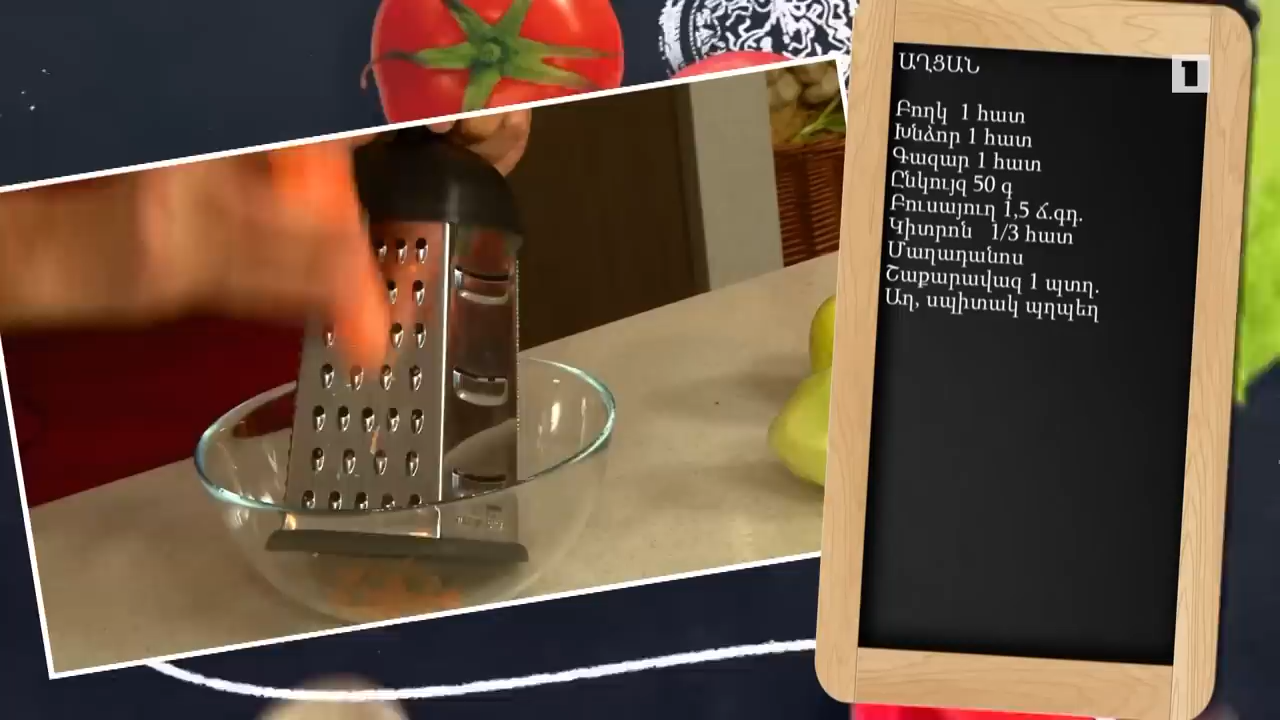 ԱՂՑԱՆ
1
Բողկ 1 հատ
Խնձոր 1 հատ
Գազար 1 հատ
Ընկույզ 50 գ
Բուսայուղ 1,5 ճ.գդ.
Կիտրոն 1/3 հատ
Մաղադանոս
Շաքարավազ 1 պտղ.
Աղ, սպիտակ պղպեղ